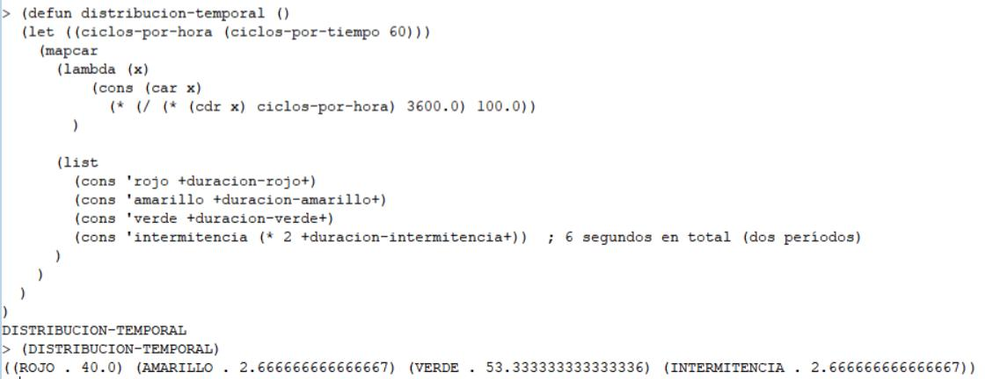 > (defun distribucion-temporal ()
(let ((ciclos-por-hora (ciclos-por-tiempo 60)))
(mapcar
(lambda (x)
(cons (car x)
(* (/ (* (cdr x) ciclos-por-hora) 3600.0) 100.0))
)
(list
(cons 'rojo +duracion-rojo+)
(cons 'amarillo +duracion-amarillo+)
(cons 'verde +duracion-verde+)
(cons 'intermitencia (* 2 +duracion-intermitencia+))  ; 6 segundos en total (dos períodos)
)
)
)
)
DISTRIBUCION-TEMPORAL
> (DISTRIBUCION-TEMPORAL)
((ROJO . 40.0) (AMARILLO . 2.666666666666667) (VERDE . 53.333333333333336) (INTERMITENCIA . 2.666666666666667))